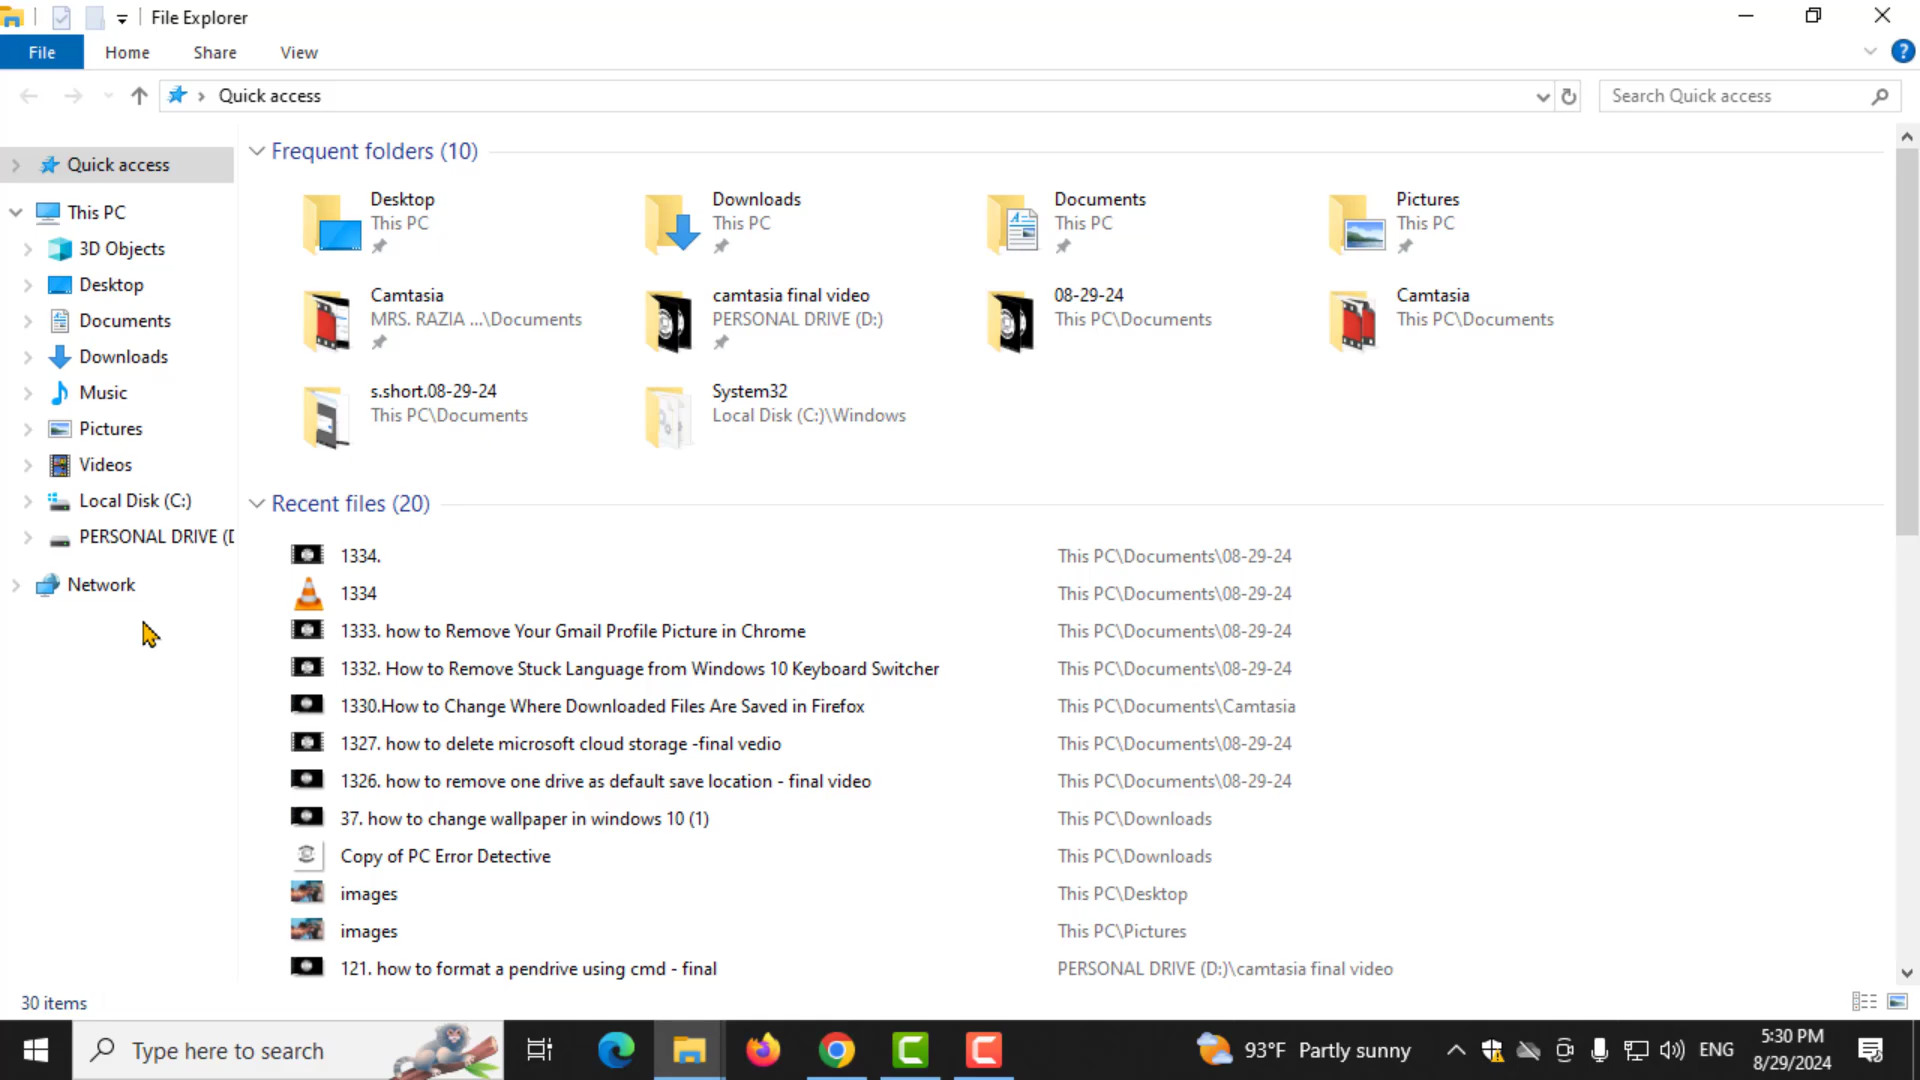 File Explorer
File Home Share View
?
Quick access
Search Quick access
Quick access
This PC
3D Objects
Desktop
Documents
Downloads
Music
Pictures
Videos
Local Disk (C:)
PERSONAL DRIVE (D
Network
Frequent folders (10)
Desktop
This PC
Downloads
This PC
Documents
This PC
Pictures
This PC
Camtasia
MRS. RAZIA ...\Documents
camtasia final video
PERSONAL DRIVE (D:)
08-29-24
This PC\Documents
Camtasia
This PC\Documents
s.short.08-29-24
This PC\Documents
System32
Local Disk (C:)\Windows
Recent files (20)
1334. This PC\Documents\08-29-24
1334 This PC\Documents\08-29-24
1333. how to Remove Your Gmail Profile Picture in Chrome This PC\Documents\08-29-24
1332. How to Remove Stuck Language from Windows 10 Keyboard Switcher This PC\Documents\08-29-24
1330.How to Change Where Downloaded Files Are Saved in Firefox This PC\Documents\Camtasia
1327. how to delete microsoft cloud storage -final vedio This PC\Documents\08-29-24
1326. how to remove one drive as default save location - final video This PC\Documents\08-29-24
37. how to change wallpaper in windows 10 (1) This PC\Downloads
Copy of PC Error Detective This PC\Downloads
images This PC\Desktop
images This PC\Pictures
121. how to format a pendrive using cmd - final PERSONAL DRIVE (D:)\camtasia final video
30 items
Type here to search
93°F Partly sunny
ENG
5:30 PM
8/29/2024